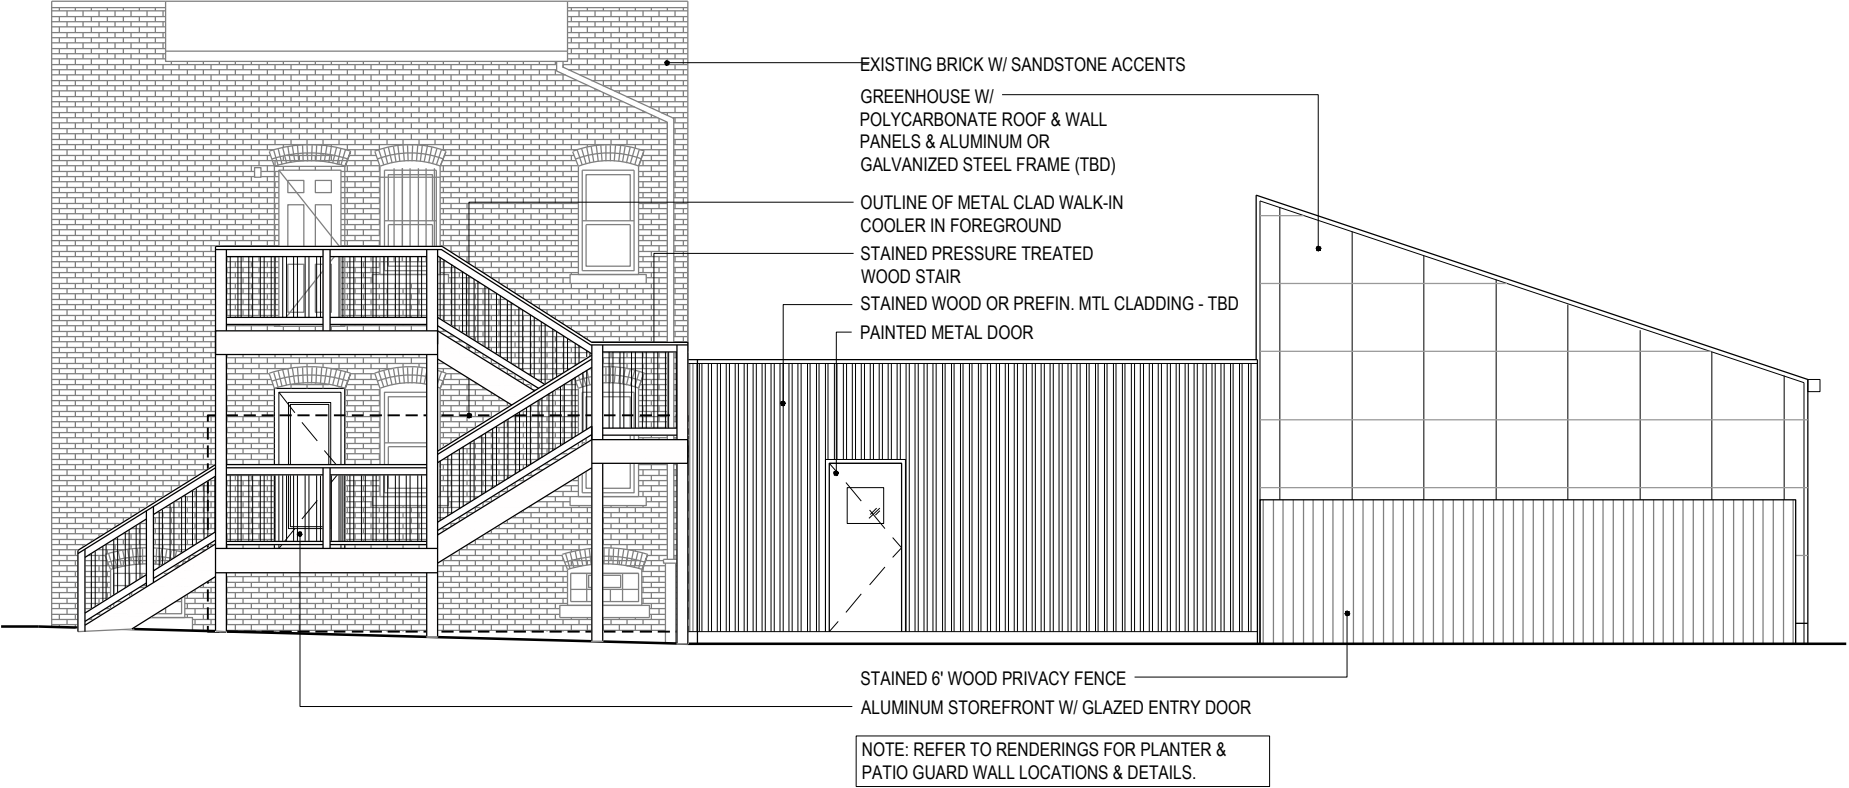 EXISTING BRICK W/ SANDSTONE ACCENTS
GREENHOUSE W/
POLYCARBONATE ROOF & WALL
PANELS & ALUMINUM OR
GALVANIZED STEEL FRAME (TBD)
OUTLINE OF METAL CLAD WALK-IN
COOLER IN FOREGROUND
STAINED PRESSURE TREATED
WOOD STAIR
STAINED WOOD OR PREFIN. MTL CLADDING - TBD
PAINTED METAL DOOR
STAINED 6' WOOD PRIVACY FENCE
ALUMINUM STOREFRONT W/ GLAZED ENTRY DOOR
NOTE: REFER TO RENDERINGS FOR PLANTER &
PATIO GUARD WALL LOCATIONS & DETAILS.